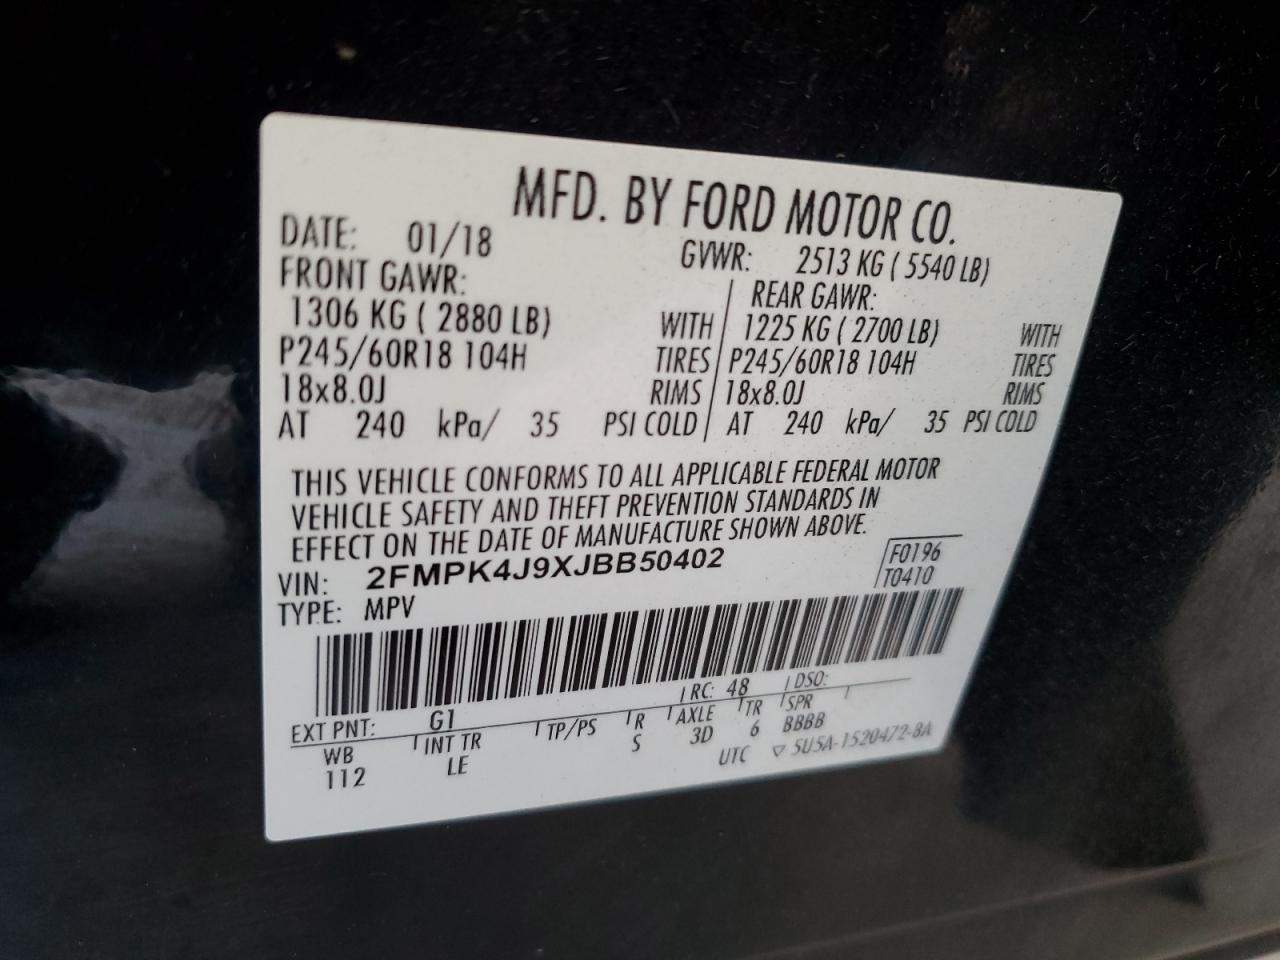 MFD. BY FORD MOTOR CO.
DATE: 01/18 GVWR: 2513 KG ( 5540 LB)
FRONT GAWR: REAR GAWR:
1306 KG ( 2880 LB) WITH 1225 KG ( 2700 LB) WITH
P245/60R18 104H TIRES P245/60R18 104H TIRES
18x8.0J RIMS 18x8.0J RIMS
AT 240 kPa/ 35 PSI COLD AT 240 kPa/ 35 PSI COLD
THIS VEHICLE CONFORMS TO ALL APPLICABLE FEDERAL MOTOR
VEHICLE SAFETY AND THEFT PREVENTION STANDARDS IN
EFFECT ON THE DATE OF MANUFACTURE SHOWN ABOVE.
VIN: 2FMPK4J9XJBB50402 F0196
TYPE: MPV T0410
EXT PNT: G1 RC: 48 DSO:
WB INT TR TP/PS R AXLE TR SPR
112 LE S 3D 6 BBBB
UTC ▽ 5U5A-1520472-BA